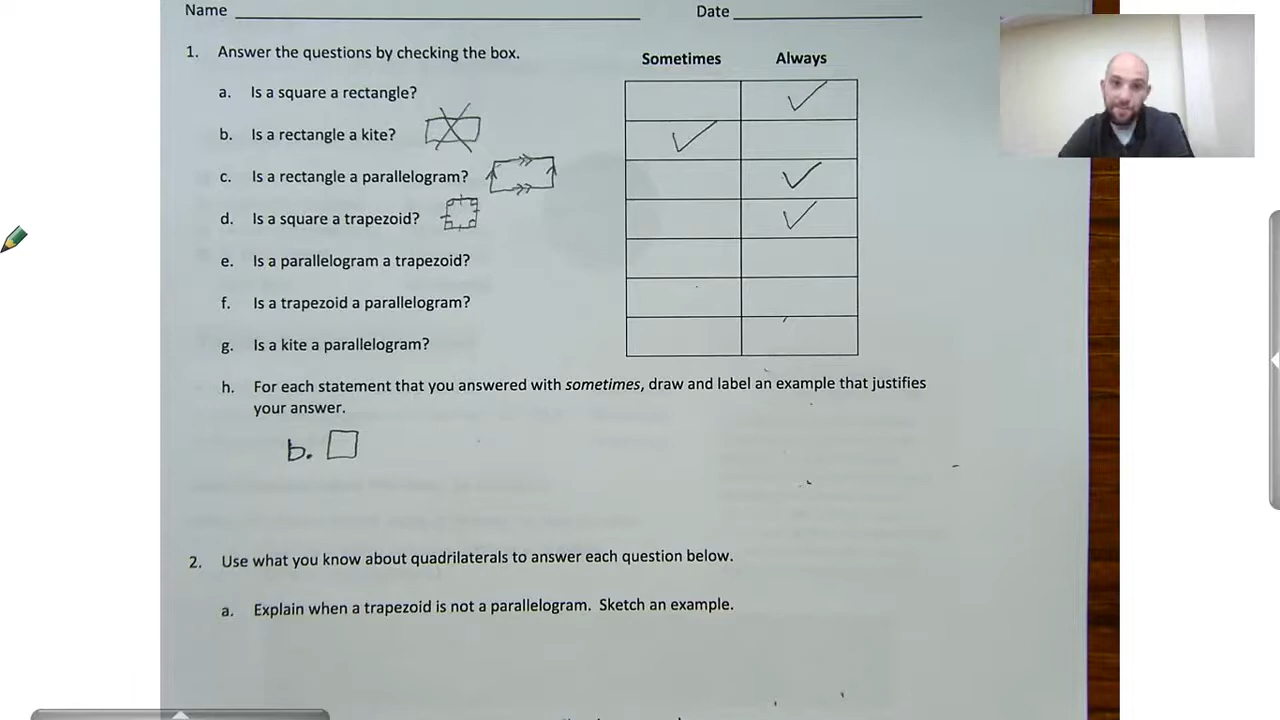 Name Date
1. Answer the questions by checking the box. Sometimes Always
a. Is a square a rectangle?
b. Is a rectangle a kite?
c. Is a rectangle a parallelogram?
d. Is a square a trapezoid?
e. Is a parallelogram a trapezoid?
f. Is a trapezoid a parallelogram?
g. Is a kite a parallelogram?
h. For each statement that you answered with sometimes, draw and label an example that justifies
your answer.
b.
2. Use what you know about quadrilaterals to answer each question below.
a. Explain when a trapezoid is not a parallelogram. Sketch an example.